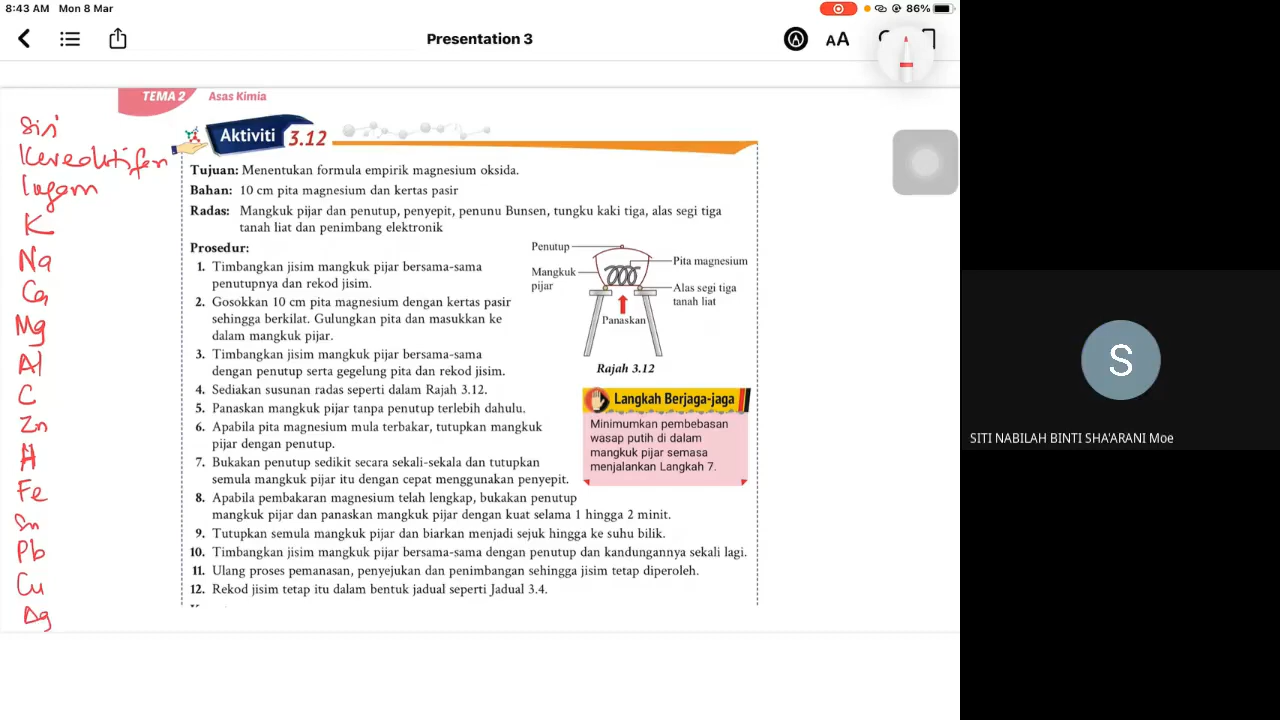 8:43 AM Mon 8 Mar
86%
Presentation 3
AA
TEMA 2 Asas Kimia
Siri
Kereaktifan
logam
K
Na
Ca
Mg
Al
C
Zn
H
Fe
Sn
Pb
Cu
Ag
Aktiviti 3.12
Tujuan: Menentukan formula empirik magnesium oksida.
Bahan: 10 cm pita magnesium dan kertas pasir
Radas: Mangkuk pijar dan penutup, penyepit, penunu Bunsen, tungku kaki tiga, alas segi tiga
tanah liat dan penimbang elektronik
Prosedur:
1. Timbangkan jisim mangkuk pijar bersama-sama
penutupnya dan rekod jisim.
2. Gosokkan 10 cm pita magnesium dengan kertas pasir
sehingga berkilat. Gulungkan pita dan masukkan ke
dalam mangkuk pijar.
3. Timbangkan jisim mangkuk pijar bersama-sama
dengan penutup serta gegelung pita dan rekod jisim.
4. Sediakan susunan radas seperti dalam Rajah 3.12.
5. Panaskan mangkuk pijar tanpa penutup terlebih dahulu.
6. Apabila pita magnesium mula terbakar, tutupkan mangkuk
pijar dengan penutup.
7. Bukakan penutup sedikit secara sekali-sekala dan tutupkan
semula mangkuk pijar itu dengan cepat menggunakan penyepit.
8. Apabila pembakaran magnesium telah lengkap, bukakan penutup
mangkuk pijar dan panaskan mangkuk pijar dengan kuat selama 1 hingga 2 minit.
9. Tutupkan semula mangkuk pijar dan biarkan menjadi sejuk hingga ke suhu bilik.
10. Timbangkan jisim mangkuk pijar bersama-sama dengan penutup dan kandungannya sekali lagi.
11. Ulang proses pemanasan, penyejukan dan penimbangan sehingga jisim tetap diperoleh.
12. Rekod jisim tetap itu dalam bentuk jadual seperti Jadual 3.4.
Penutup
Mangkuk
pijar
Pita magnesium
Alas segi tiga
tanah liat
Panaskan
Rajah 3.12
Langkah Berjaga-jaga
Minimumkan pembebasan
wasap putih di dalam
mangkuk pijar semasa
menjalankan Langkah 7.
S
SITI NABILAH BINTI SHA'ARANI Moe